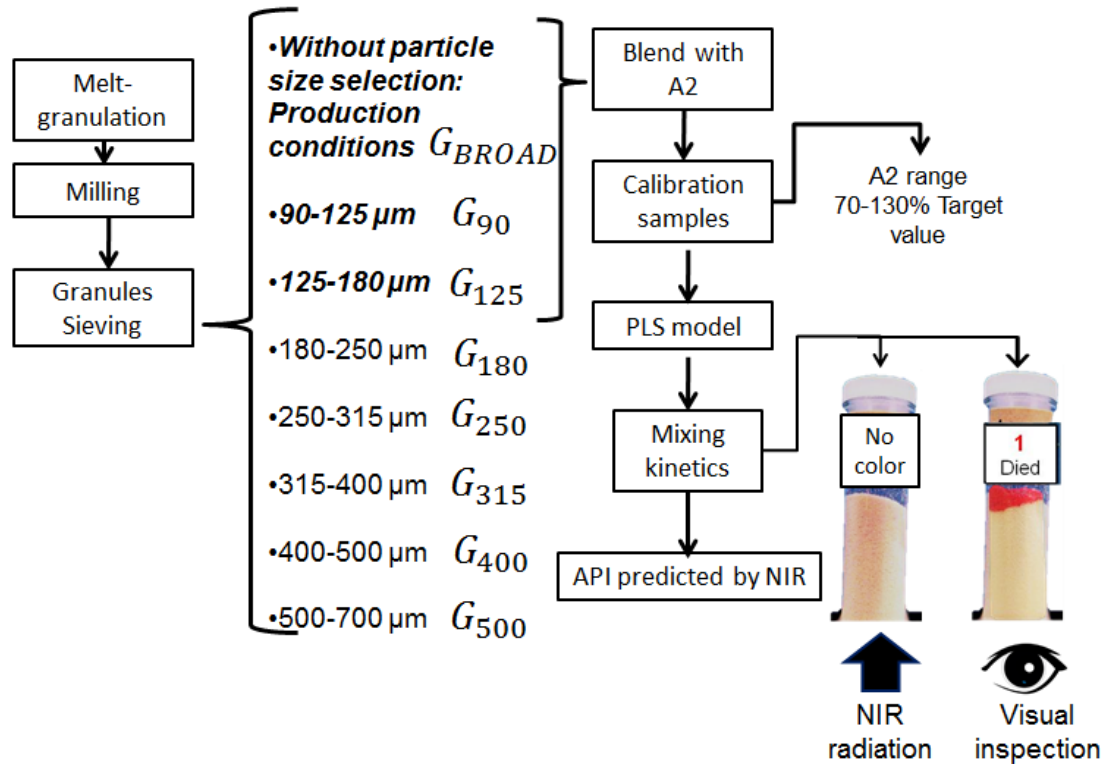 Melt-
granulation
Milling
Granules
Sieving
•Without particle
size selection:
Production
conditions G_BROAD
•90-125 µm G_90
•125-180 µm G_125
•180-250 µm G_180
•250-315 µm G_250
•315-400 µm G_315
•400-500 µm G_400
•500-700 µm G_500
Blend with
A2
Calibration
samples
A2 range
70-130% Target
value
PLS model
Mixing
kinetics
API predicted by NIR
No
color
1
Died
NIR
radiation
Visual
inspection